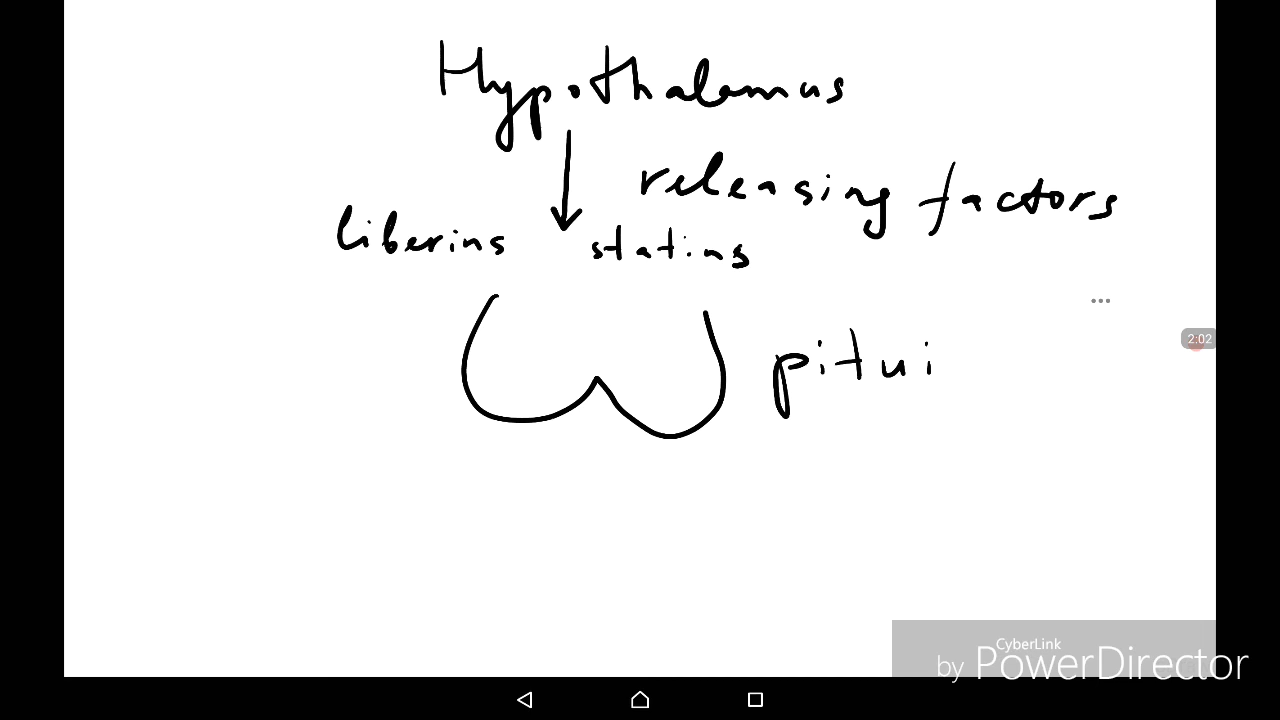 Hypothalamus
releasing factors
liberins statins
pitui
2:02
CyberLink
by PowerDirector